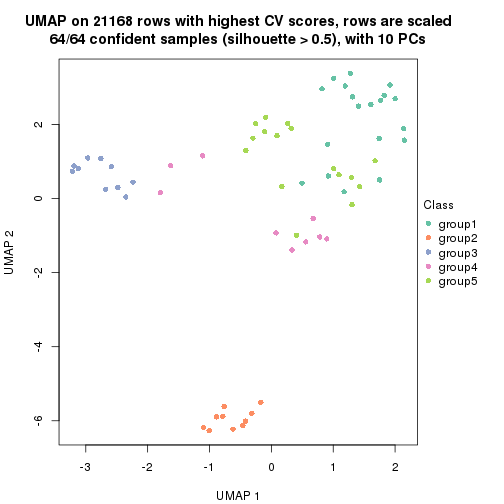 UMAP on 21168 rows with highest CV scores, rows are scaled
64/64 confident samples (silhouette > 0.5), with 10 PCs
2
0
-2
-4
-6
UMAP 2
-3
-2
-1
0
1
2
UMAP 1
Class
group1
group2
group3
group4
group5